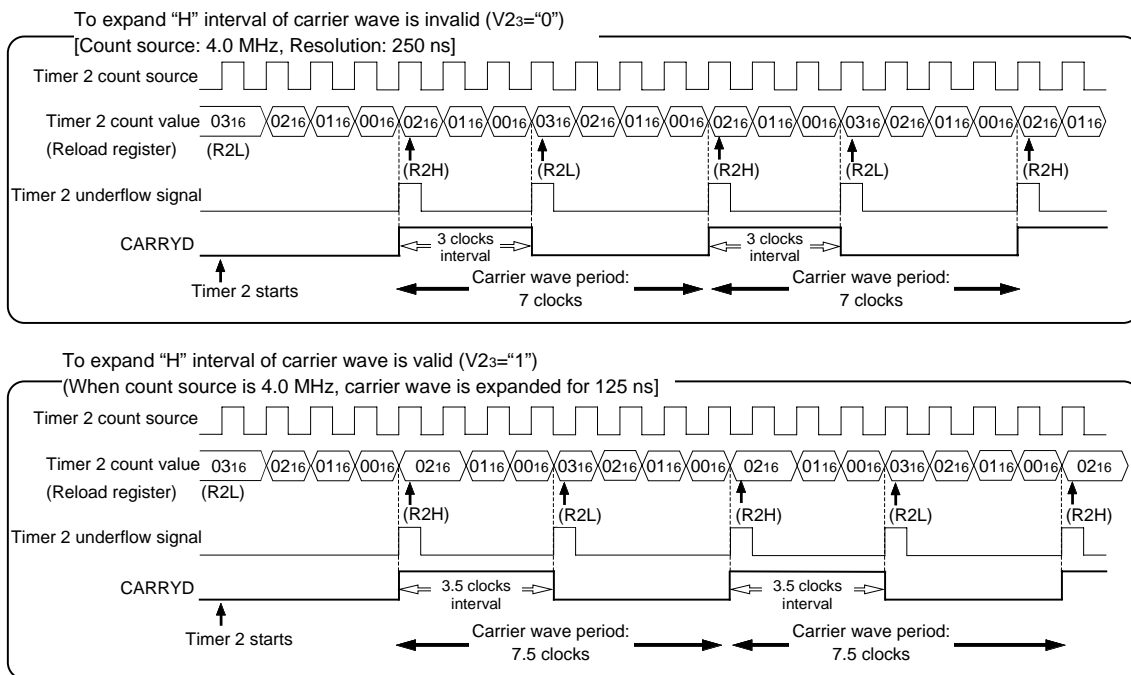 To expand “H” interval of carrier wave is invalid (V23=“0”)
[Count source: 4.0 MHz, Resolution: 250 ns]
Timer 2 count source
Timer 2 count value
(Reload register)
0316 0216 0116 0016 0216 0116 0016 0316 0216 0116 0016 0216 0116 0016 0316 0216 0116 0016 0216 0116
(R2L) (R2H) (R2L) (R2H) (R2L) (R2H)
Timer 2 underflow signal
CARRYD
3 clocks
interval
3 clocks
interval
Timer 2 starts
Carrier wave period:
7 clocks
Carrier wave period:
7 clocks
To expand “H” interval of carrier wave is valid (V23=“1”)
(When count source is 4.0 MHz, carrier wave is expanded for 125 ns]
Timer 2 count source
Timer 2 count value
(Reload register)
0316 0216 0116 0016 0216 0116 0016 0316 0216 0116 0016 0216 0116 0016 0316 0216 0116 0016 0216
(R2L) (R2H) (R2L) (R2H) (R2L) (R2H)
Timer 2 underflow signal
CARRYD
3.5 clocks
interval
3.5 clocks
interval
Timer 2 starts
Carrier wave period:
7.5 clocks
Carrier wave period:
7.5 clocks